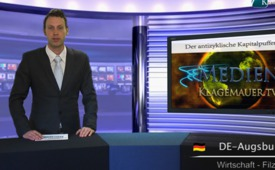 Der antizyklische Kapitalpuffer
MEDIEN
KLAGEMAUER.TV
DE-Augsbu
Wirtschaft - Filz